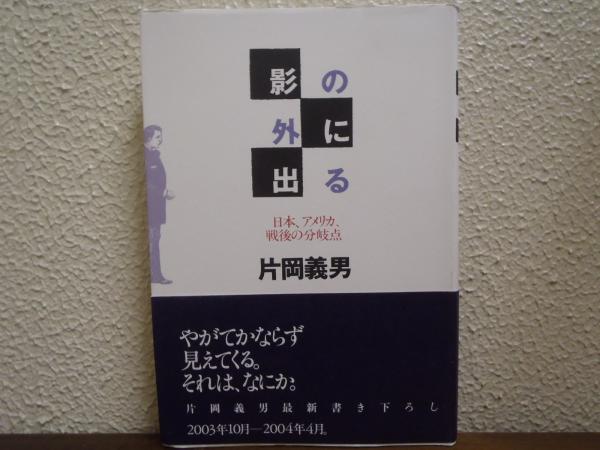 影の
外に
出る
日本、アメリカ、
戦後の分岐点
片岡義男
やがてかならず
見えてくる。
それは、なにか。
片岡義男最新書き下ろし
2003年10月—2004年4月。